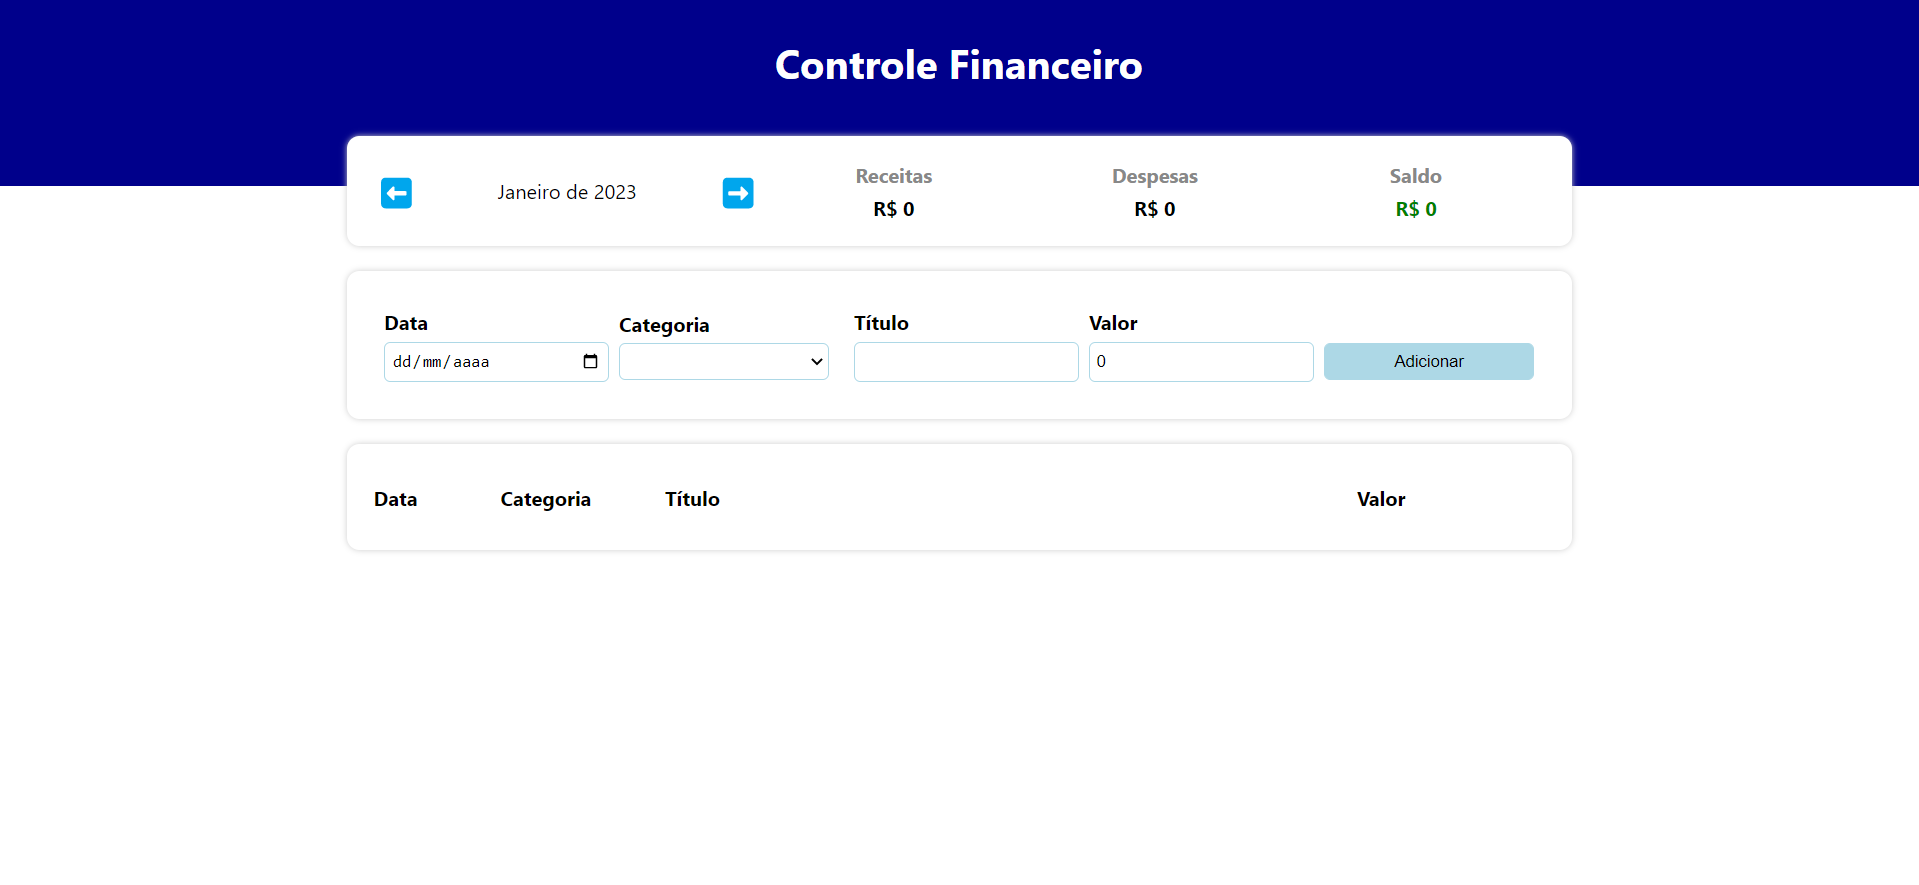 Controle Financeiro
Janeiro de 2023
Receitas
R$ 0
Despesas
R$ 0
Saldo
R$ 0
Data
dd/mm/aaaa
Categoria
Título
Valor
0
Adicionar
Data Categoria Título Valor